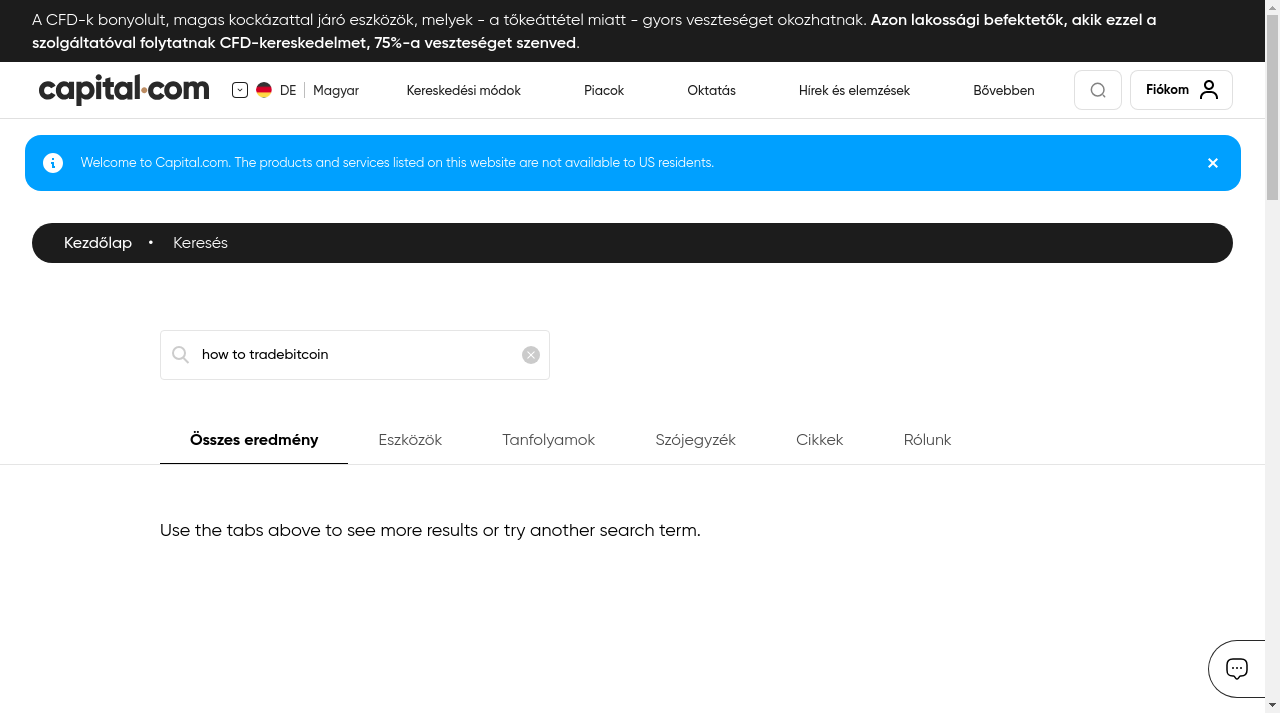 A CFD-k bonyolult, magas kockázattal járó eszközök, melyek - a tőkeáttétel miatt - gyors veszteséget okozhatnak. Azon lakossági befektetők, akik ezzel a
szolgáltatóval folytatnak CFD-kereskedelmet, 75%-a veszteséget szenved.
capital.com DE Magyar Kereskedési módok Piacok Oktatás Hírek és elemzések Bővebben Fiókom
Welcome to Capital.com. The products and services listed on this website are not available to US residents.
Kezdőlap • Keresés
how to tradebitcoin
Összes eredmény Eszközök Tanfolyamok Szójegyzék Cikkek Rólunk
Use the tabs above to see more results or try another search term.